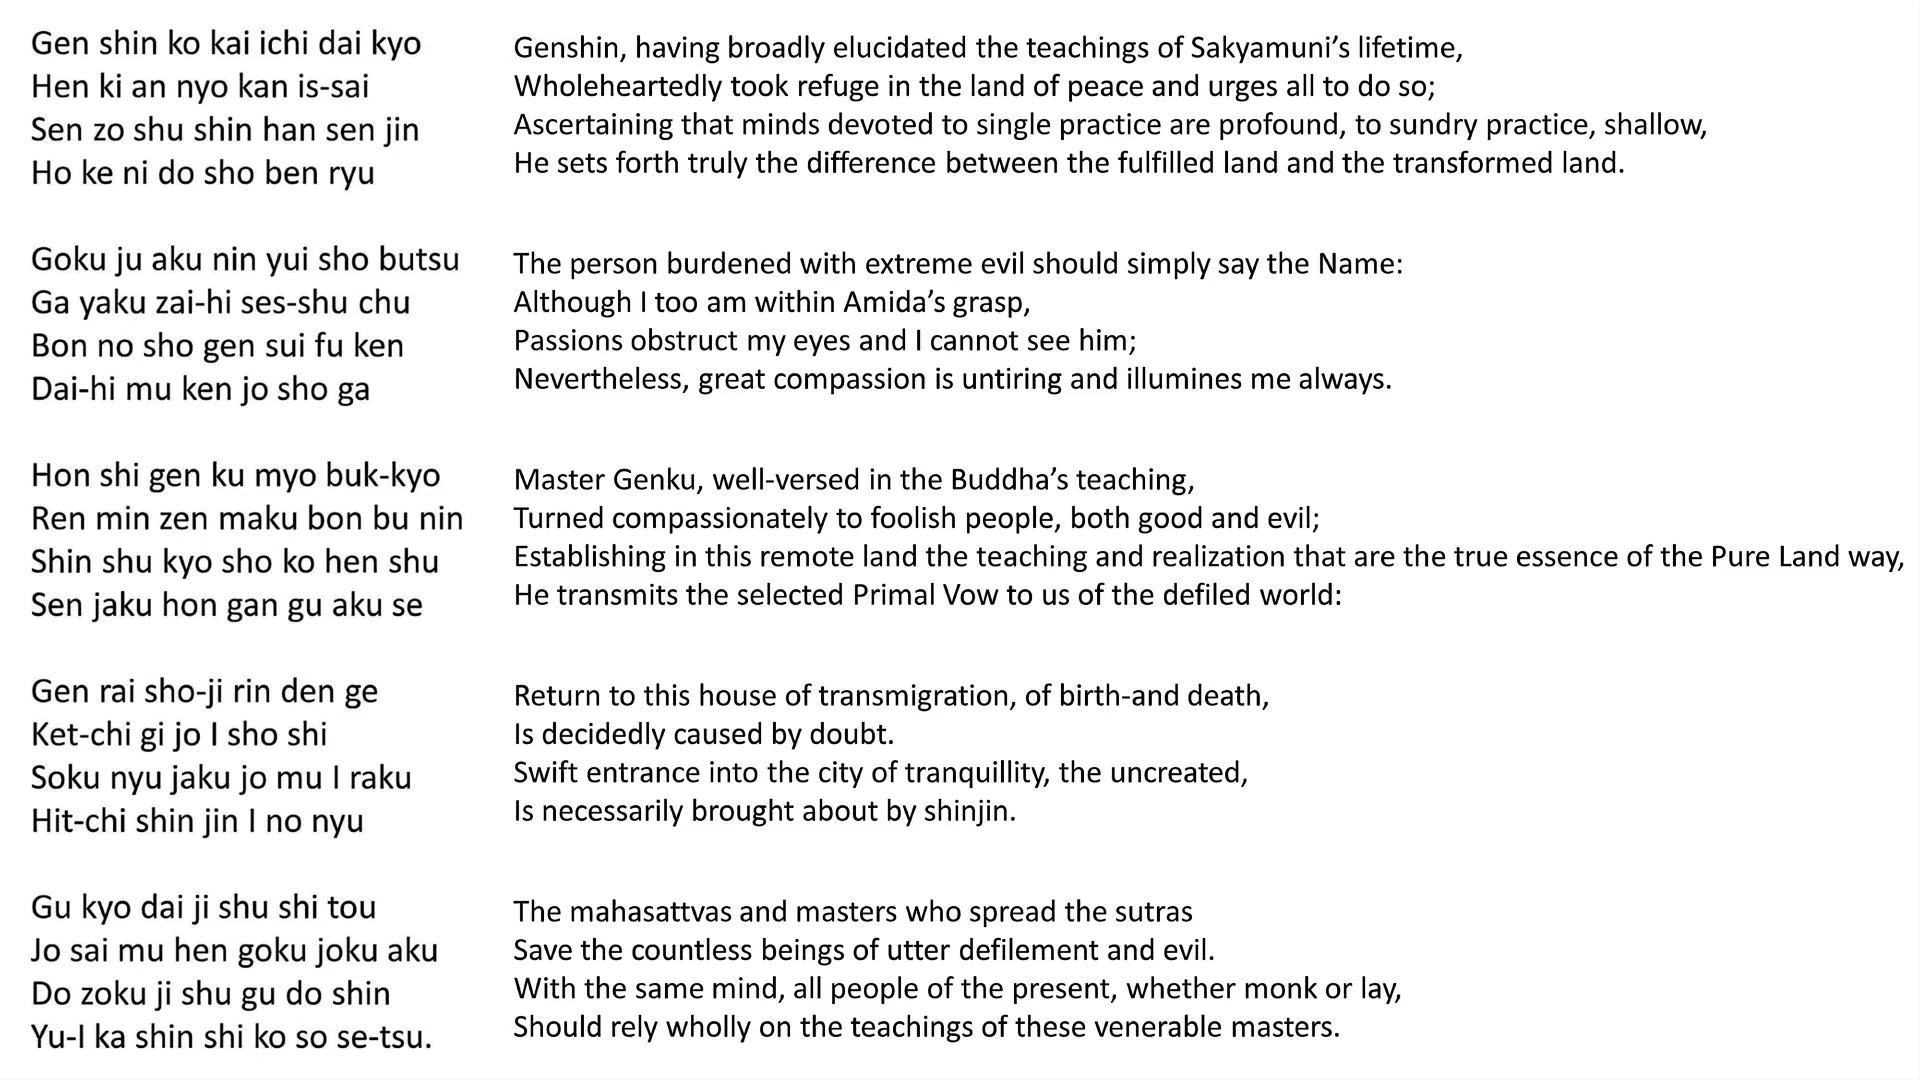 Gen shin ko kai ichi dai kyo
Hen ki an nyo kan is-sai
Sen zo shu shin han sen jin
Ho ke ni do sho ben ryu
Genshin, having broadly elucidated the teachings of Sakyamuni’s lifetime,
Wholeheartedly took refuge in the land of peace and urges all to do so;
Ascertaining that minds devoted to single practice are profound, to sundry practice, shallow,
He sets forth truly the difference between the fulfilled land and the transformed land.
Goku ju aku nin yui sho butsu
Ga yaku zai-hi ses-shu chu
Bon no sho gen sui fu ken
Dai-hi mu ken jo sho ga
The person burdened with extreme evil should simply say the Name:
Although I too am within Amida’s grasp,
Passions obstruct my eyes and I cannot see him;
Nevertheless, great compassion is untiring and illumines me always.
Hon shi gen ku myo buk-kyo
Ren min zen maku bon bu nin
Shin shu kyo sho ko hen shu
Sen jaku hon gan gu aku se
Master Genku, well-versed in the Buddha’s teaching,
Turned compassionately to foolish people, both good and evil;
Establishing in this remote land the teaching and realization that are the true essence of the Pure Land way,
He transmits the selected Primal Vow to us of the defiled world:
Gen rai sho-ji rin den ge
Ket-chi gi jo I sho shi
Soku nyu jaku jo mu I raku
Hit-chi shin jin I no nyu
Return to this house of transmigration, of birth-and death,
Is decidedly caused by doubt.
Swift entrance into the city of tranquillity, the uncreated,
Is necessarily brought about by shinjin.
Gu kyo dai ji shu shi tou
Jo sai mu hen goku joku aku
Do zoku ji shu gu do shin
Yu-I ka shin shi ko so se-tsu.
The mahasattvas and masters who spread the sutras
Save the countless beings of utter defilement and evil.
With the same mind, all people of the present, whether monk or lay,
Should rely wholly on the teachings of these venerable masters.